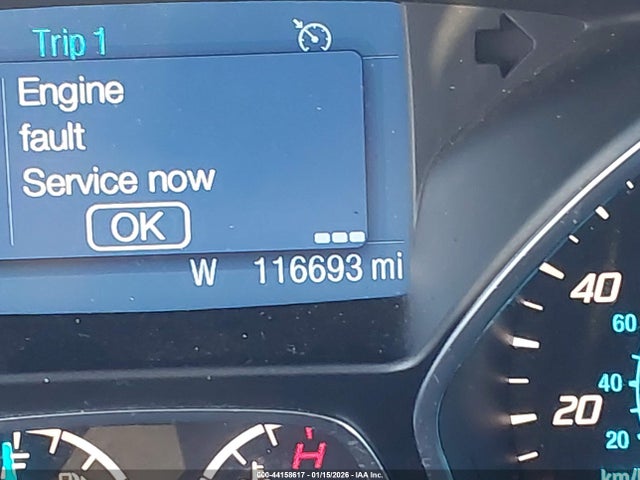 Trip 1
Engine
fault
Service now
OK
W 116693 mi
40
60
40
20
20
km/h
H
000-44158617 - 01/15/2026 - IAA Inc.